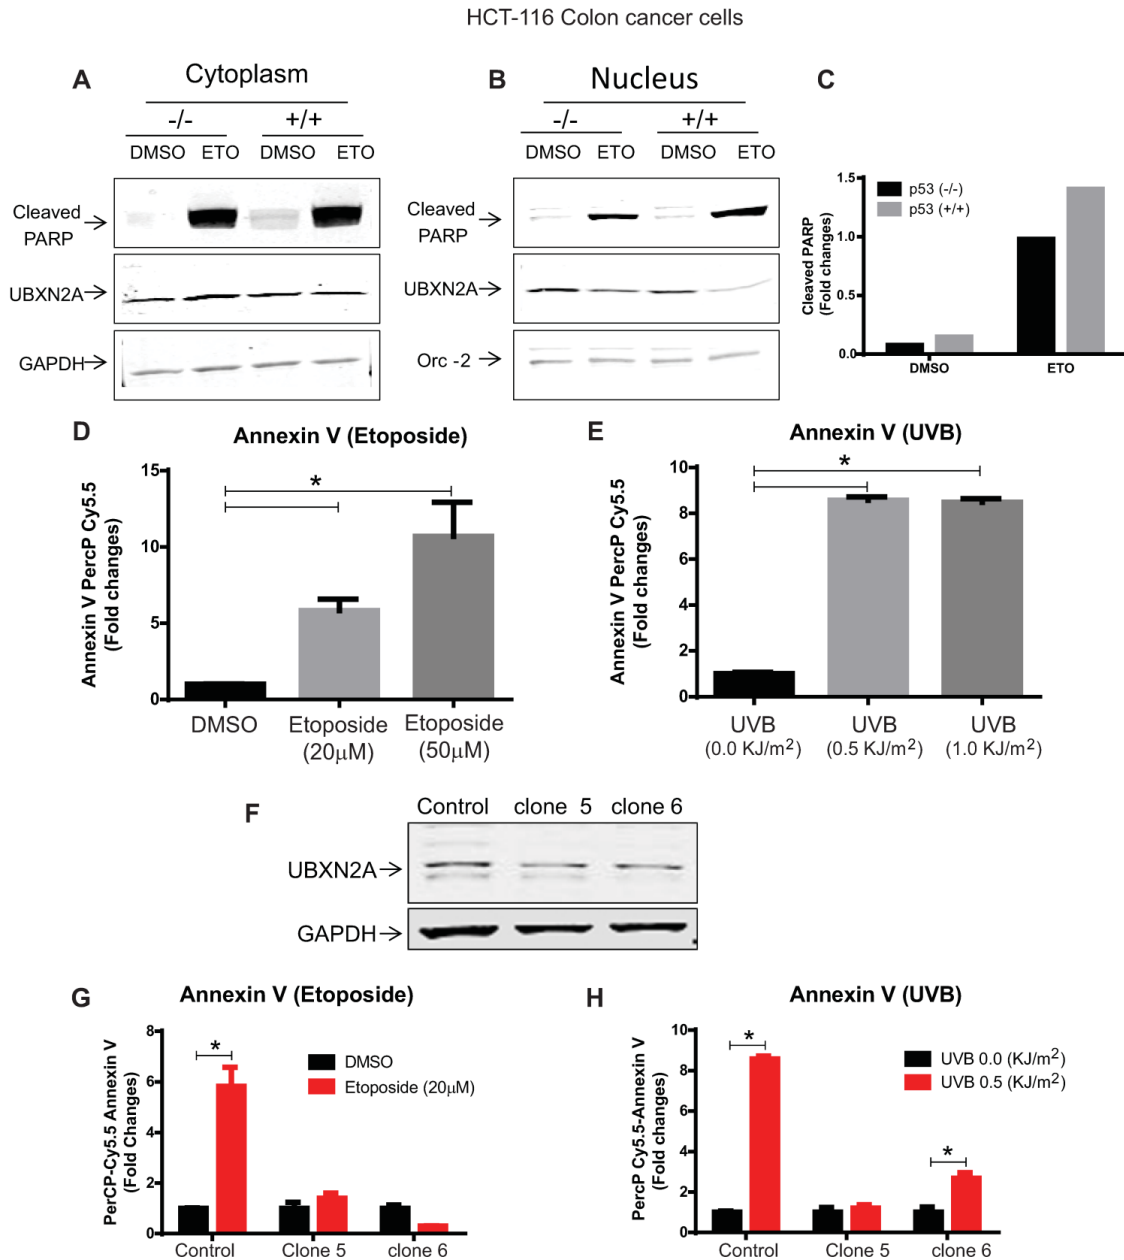 HCT-116 Colon cancer cells
A
Cytoplasm
-/-
+/+
DMSO ETO DMSO ETO
Cleaved
PARP
UBXN2A
GAPDH
B
Nucleus
-/-
+/+
DMSO ETO DMSO ETO
Cleaved
PARP
UBXN2A
Orc -2
C
1.5
1.0
0.5
0.0
Cleaved PARP
(Fold changes)
p53 (-/-)
p53 (+/+)
DMSO
ETO
D
Annexin V (Etoposide)
Annexin V PercP Cy5.5
(Fold changes)
15
10
5
0
*
DMSO
Etoposide
(20μM)
Etoposide
(50μM)
E
Annexin V (UVB)
Annexin V PercP Cy5.5
(Fold changes)
10
8
6
4
2
0
*
UVB
(0.0 KJ/m²)
UVB
(0.5 KJ/m²)
UVB
(1.0 KJ/m²)
F
Control clone 5 clone 6
UBXN2A
GAPDH
G
Annexin V (Etoposide)
PerCP-Cy5.5 Annexin V
(Fold Changes)
8
6
4
2
0
*
DMSO
Etoposide (20μM)
Control
Clone 5
clone 6
H
Annexin V (UVB)
PercP Cy5.5-Annexin V
(Fold changes)
10
8
6
4
2
0
*
*
UVB 0.0 (KJ/m²)
UVB 0.5 (KJ/m²)
Control
Clone 5
clone 6